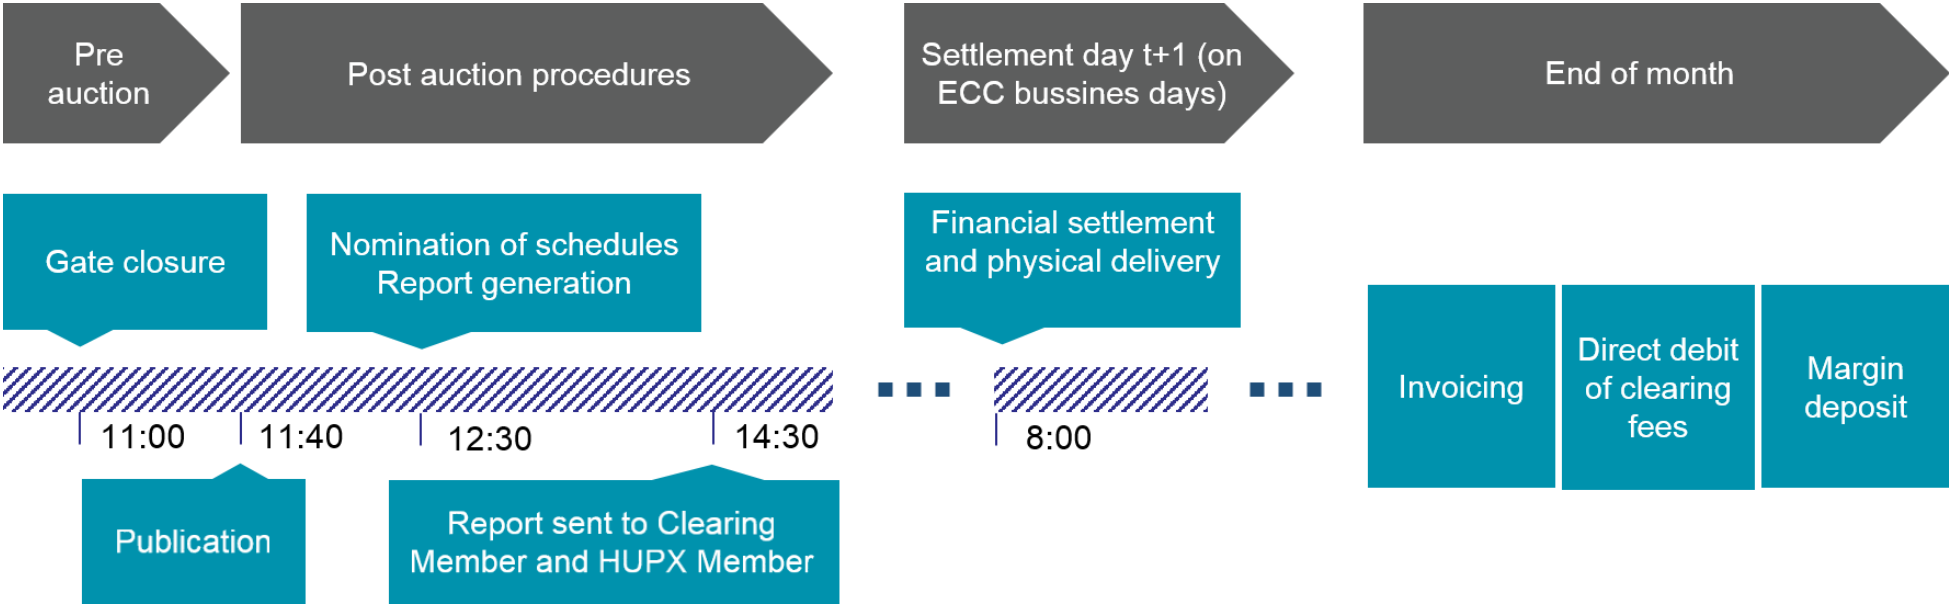 Pre
auction
Post auction procedures
Settlement day t+1 (on
ECC bussines days)
End of month
Gate closure
Nomination of schedules
Report generation
Financial settlement
and physical delivery
Invoicing
Direct debit
of clearing
fees
Margin
deposit
11:00
11:40
12:30
14:30
8:00
Publication
Report sent to Clearing
Member and HUPX Member